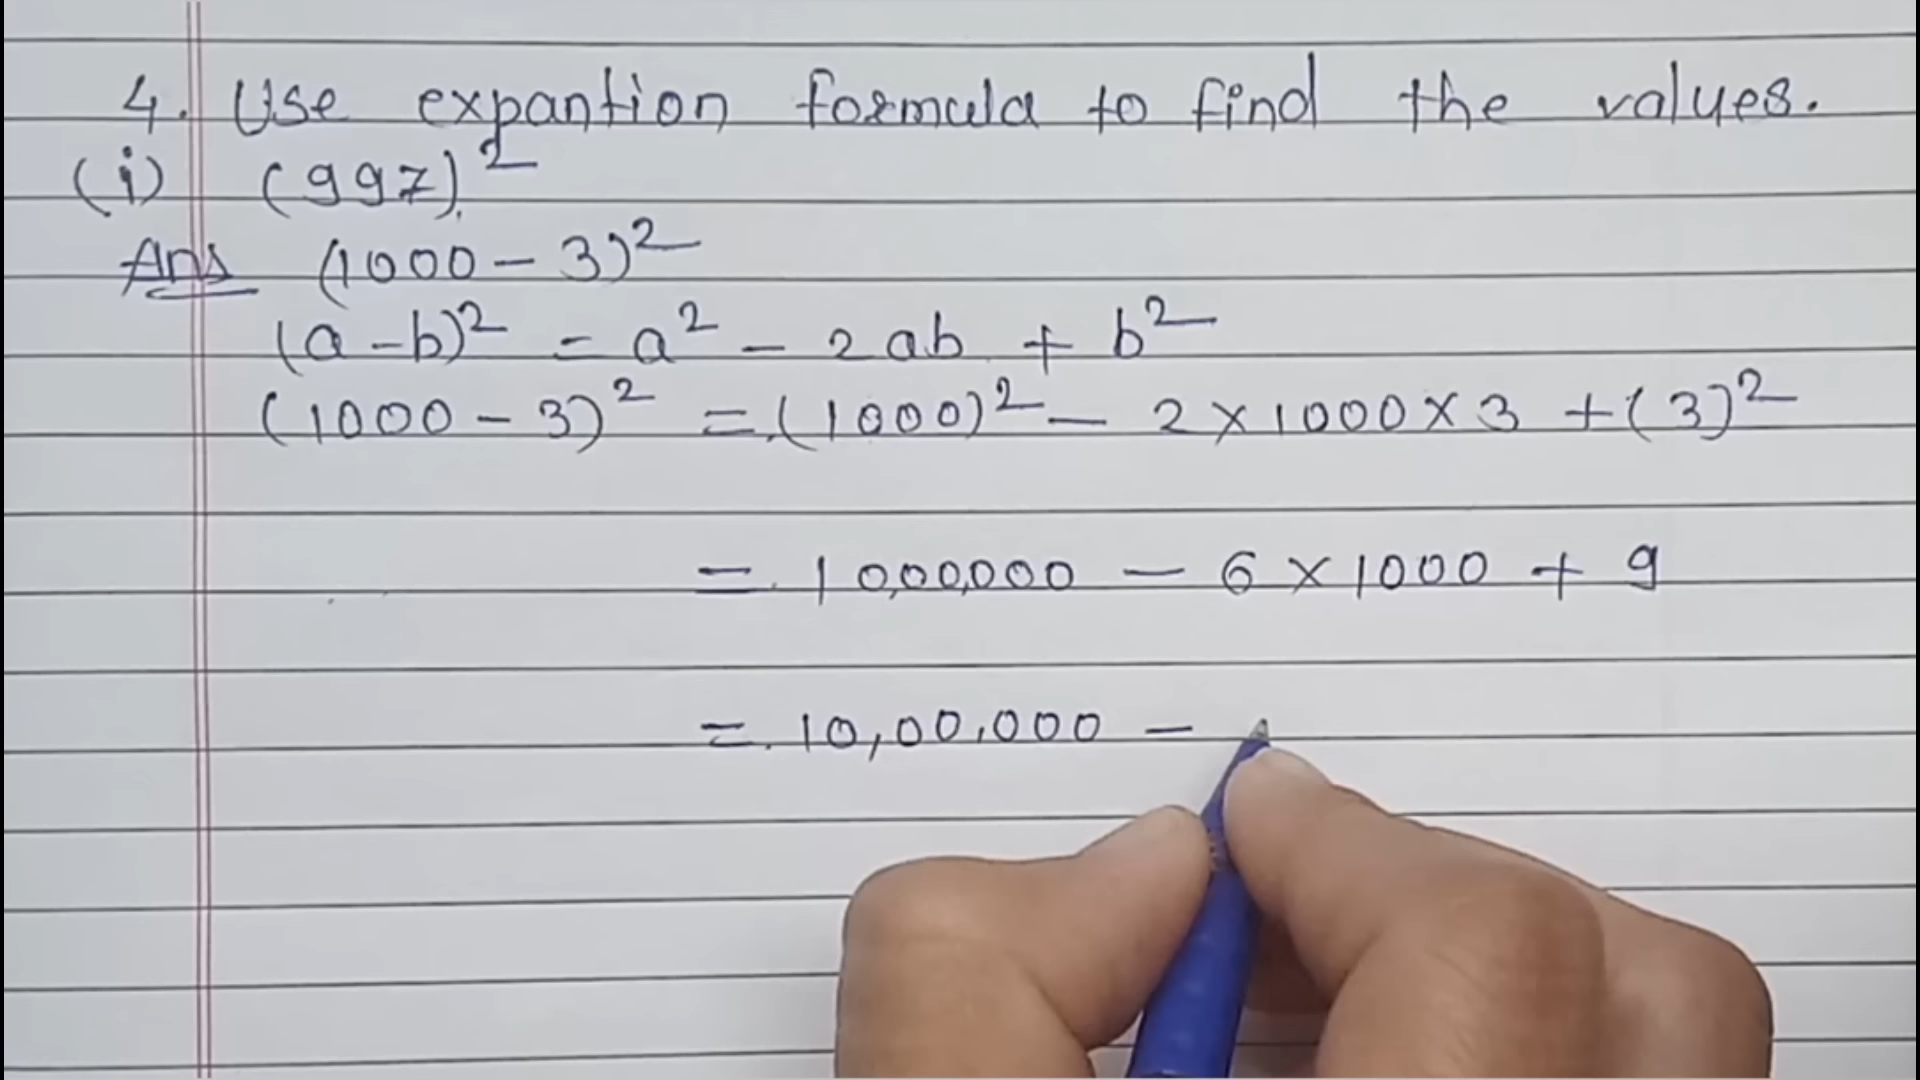 4. Use expantion formula to find the values.
(i) (997)²
Ans (1000 - 3)²
(a - b)² = a² - 2ab + b²
(1000 - 3)² = (1000)² - 2 × 1000 × 3 + (3)²
= 10,00,000 - 6 × 1000 + 9
= 10,00,000 -